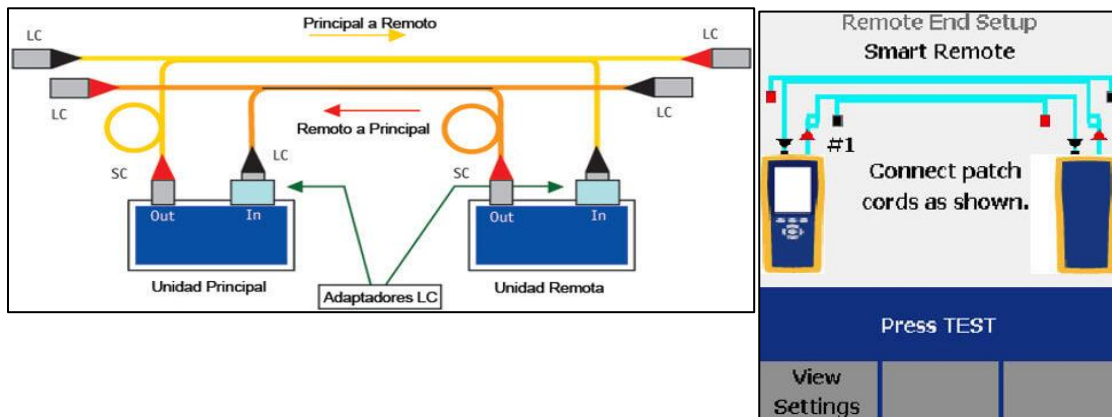 Principal a Remoto
LC
LC
LC
LC
Remoto a Principal
LC
SC
SC
Out
In
Out
In
Unidad Principal
Adaptadores LC
Unidad Remota
Remote End Setup
Smart Remote
#1
Connect patch
cords as shown.
Press TEST
View
Settings